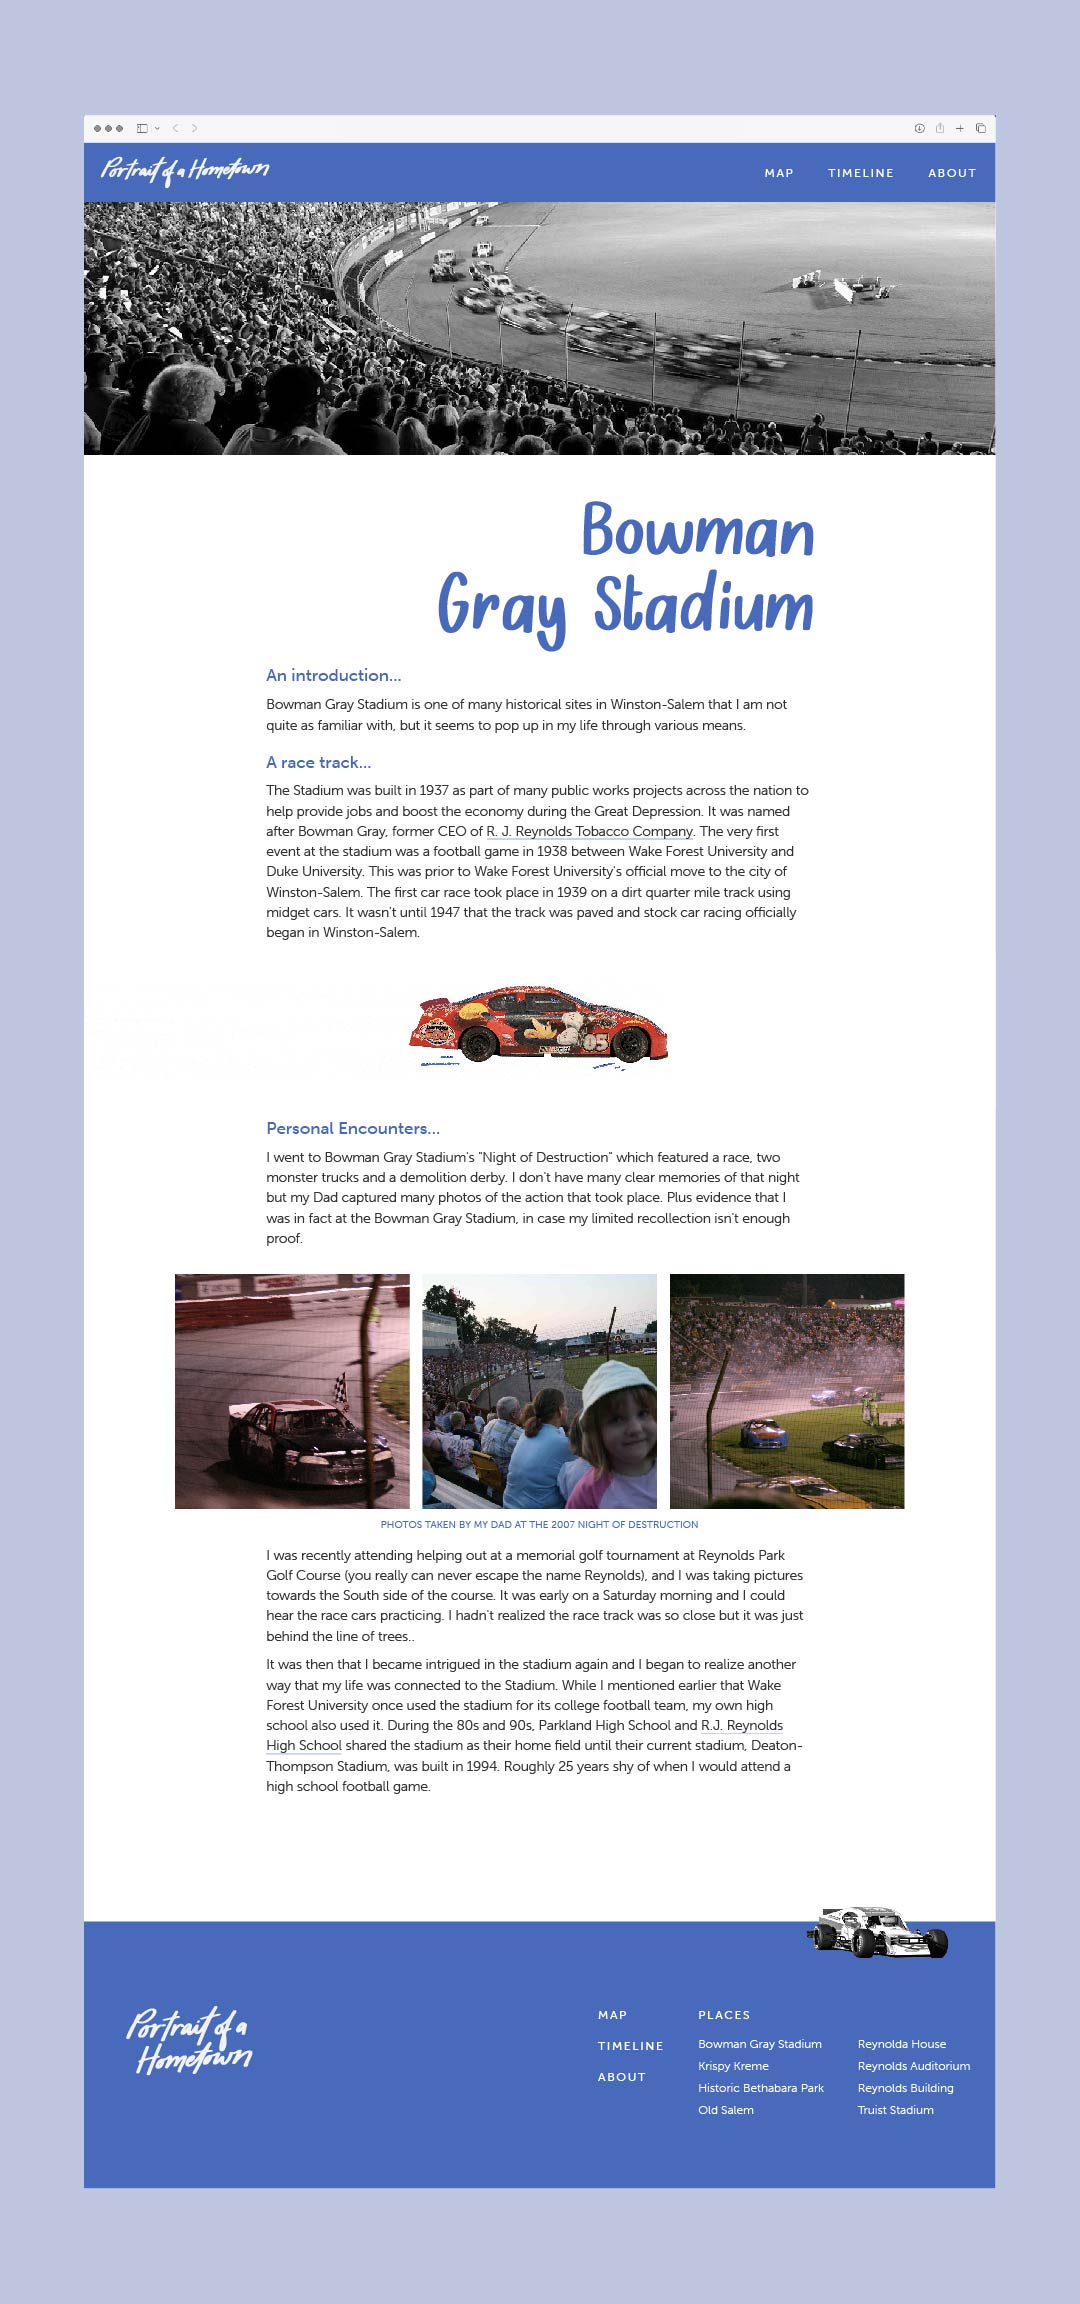 Portrait of a Hometown
MAP TIMELINE ABOUT
Bowman
Gray Stadium
An introduction...
Bowman Gray Stadium is one of many historical sites in Winston-Salem that I am not
quite as familiar with, but it seems to pop up in my life through various means.
A race track...
The Stadium was built in 1937 as part of many public works projects across the nation to
help provide jobs and boost the economy during the Great Depression. It was named
after Bowman Gray, former CEO of R. J. Reynolds Tobacco Company. The very first
event at the stadium was a football game in 1938 between Wake Forest University and
Duke University. This was prior to Wake Forest University's official move to the city of
Winston-Salem. The first car race took place in 1939 on a dirt quarter mile track using
midget cars. It wasn't until 1947 that the track was paved and stock car racing officially
began in Winston-Salem.
05
Personal Encounters...
I went to Bowman Gray Stadium's "Night of Destruction" which featured a race, two
monster trucks and a demolition derby. I don't have many clear memories of that night
but my Dad captured many photos of the action that took place. Plus evidence that I
was in fact at the Bowman Gray Stadium, in case my limited recollection isn't enough
proof.
PHOTOS TAKEN BY MY DAD AT THE 2007 NIGHT OF DESTRUCTION
I was recently attending helping out at a memorial golf tournament at Reynolds Park
Golf Course (you really can never escape the name Reynolds), and I was taking pictures
towards the South side of the course. It was early on a Saturday morning and I could
hear the race cars practicing. I hadn't realized the race track was so close but it was just
behind the line of trees..
It was then that I became intrigued in the stadium again and I began to realize another
way that my life was connected to the Stadium. While I mentioned earlier that Wake
Forest University once used the stadium for its college football team, my own high
school also used it. During the 80s and 90s, Parkland High School and R.J. Reynolds
High School shared the stadium as their home field until their current stadium, Deaton-
Thompson Stadium, was built in 1994. Roughly 25 years shy of when I would attend a
high school football game.
Portrait of a
Hometown
MAP
TIMELINE
ABOUT
PLACES
Bowman Gray Stadium
Krispy Kreme
Historic Bethabara Park
Old Salem
Reynolda House
Reynolds Auditorium
Reynolds Building
Truist Stadium